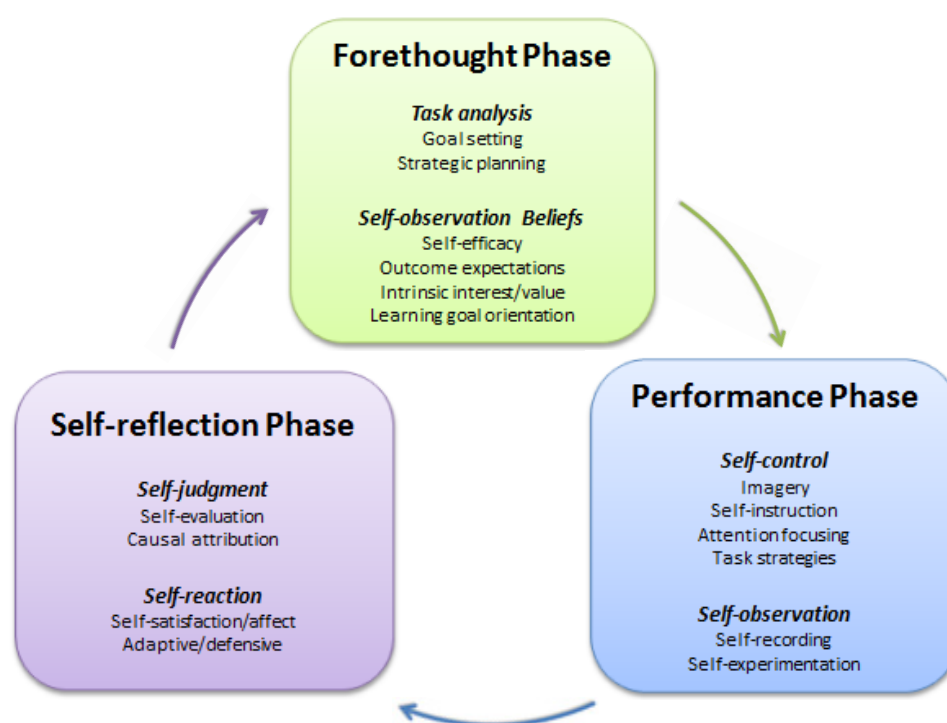 Forethought Phase
Task analysis
Goal setting
Strategic planning
Self-observation Beliefs
Self-efficacy
Outcome expectations
Intrinsic interest/value
Learning goal orientation
Performance Phase
Self-control
Imagery
Self-instruction
Attention focusing
Task strategies
Self-observation
Self-recording
Self-experimentation
Self-reflection Phase
Self-judgment
Self-evaluation
Causal attribution
Self-reaction
Self-satisfaction/affect
Adaptive/defensive